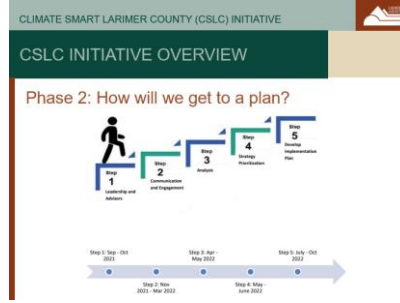 CLIMATE SMART LARIMER COUNTY (CSLC) INITIATIVE
CSLC INITIATIVE OVERVIEW
Phase 2: How will we get to a plan?
Step
1
Leadership and
Advisors
Step
2
Communication
and Engagement
Step
3
Analysis
Step
4
Strategy
Prioritization
Step
5
Develop
Implementation
Plan
Step 1: Sep - Oct
2021
Step 3: Apr -
May 2022
Step 5: July - Oct
2022
Step 2: Nov
2021 - Mar 2022
Step 4: May -
June 2022